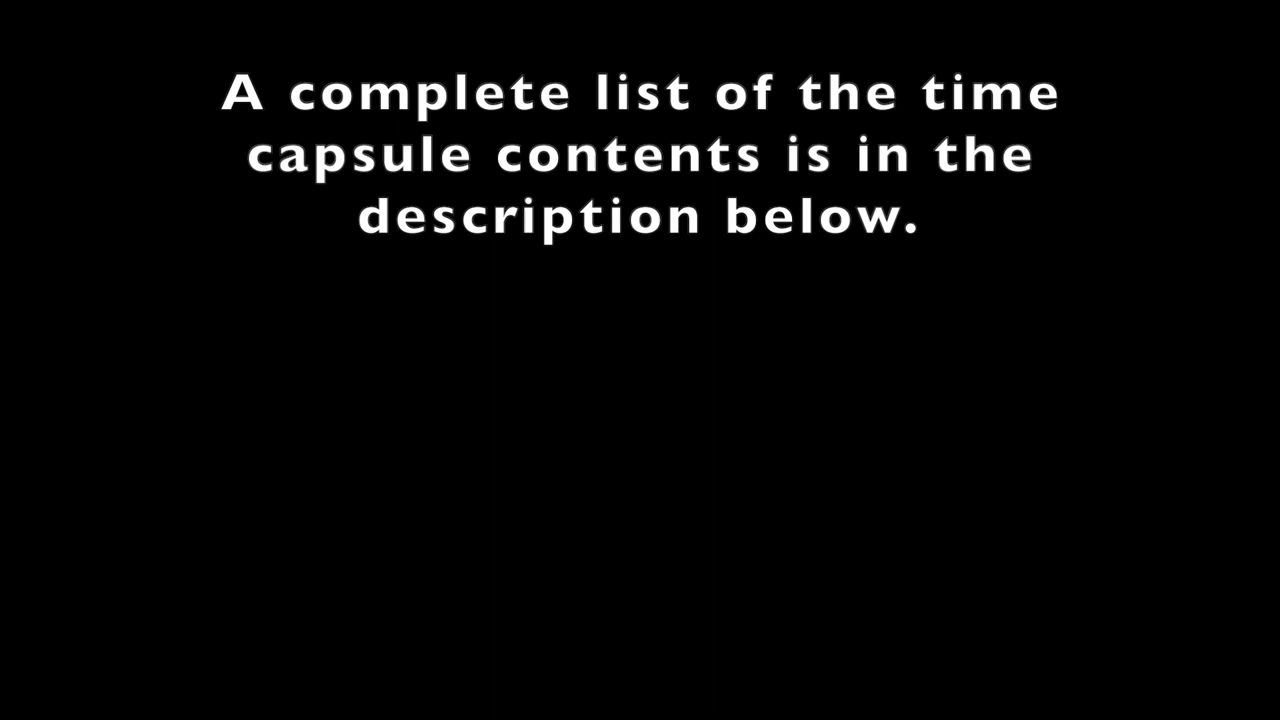 A complete list of the time
capsule contents is in the
description below.